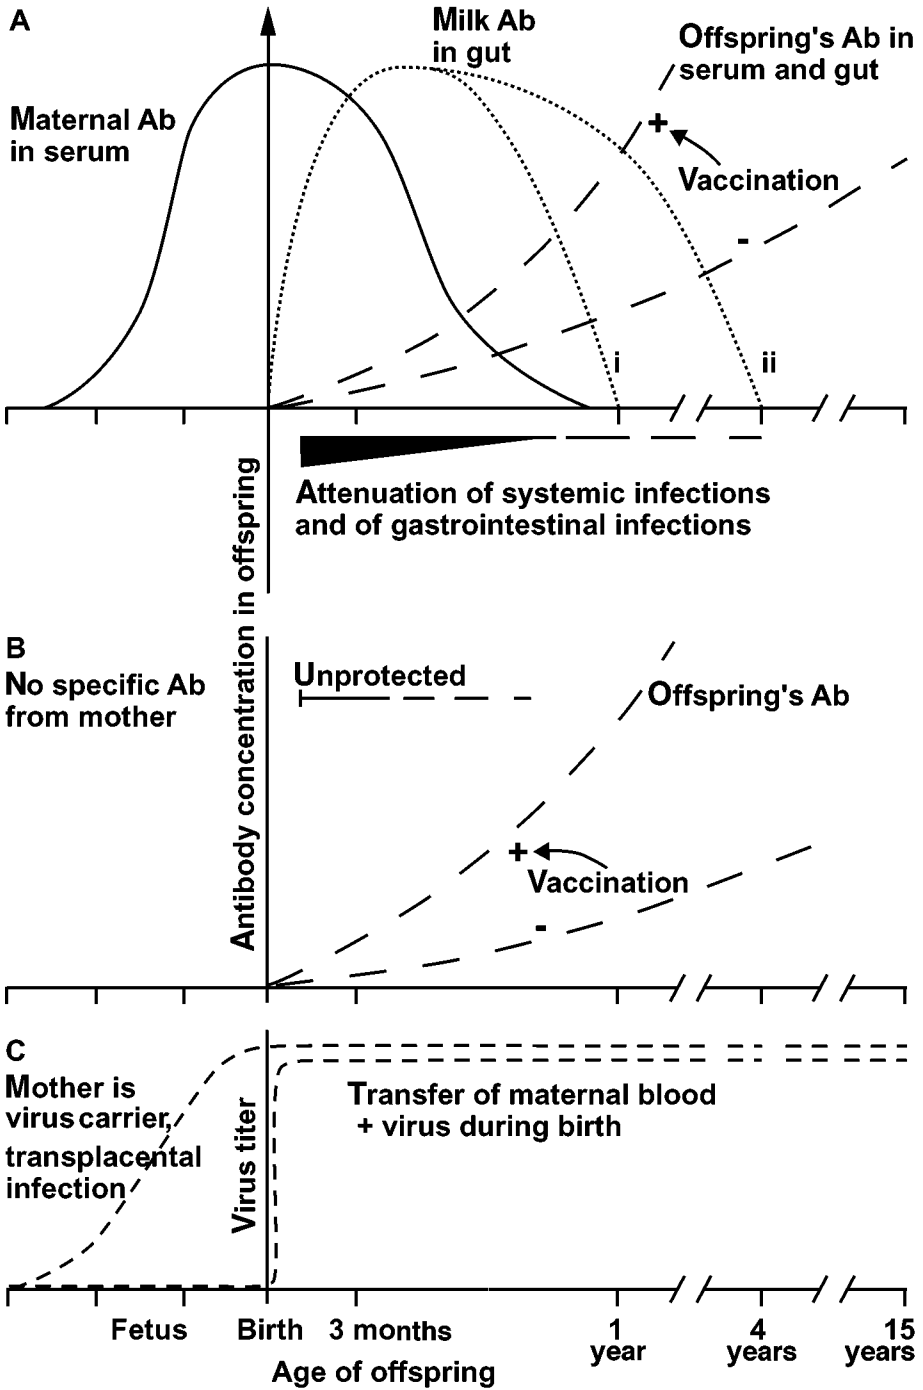 A
Milk Ab
in gut
Offspring's Ab in
serum and gut
Maternal Ab
in serum
+
Vaccination
-
i
ii
Attenuation of systemic infections
and of gastrointestinal infections
Antibody concentration in offspring
B
No specific Ab
from mother
Unprotected
Offspring's Ab
+
Vaccination
-
C
Mother is
virus carrier,
transplacental
infection
Virus titer
Transfer of maternal blood
+ virus during birth
Fetus Birth 3 months 1 year 4 years 15 years
Age of offspring